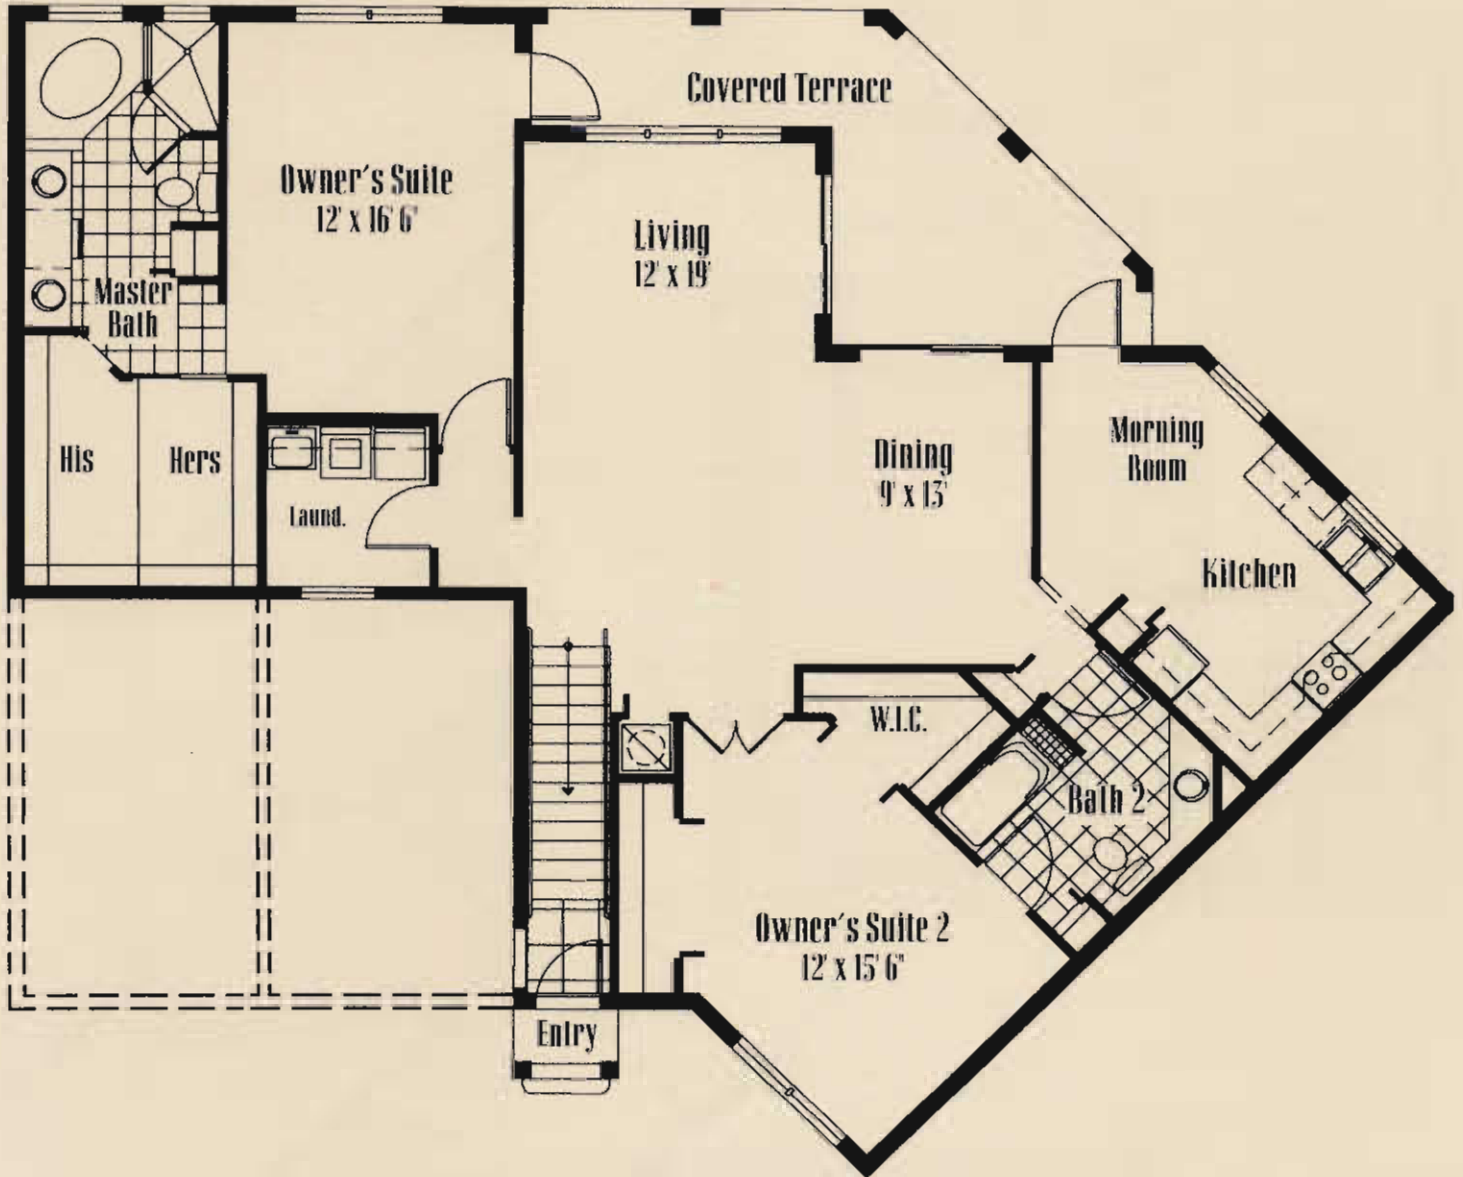 Covered Terrace
Owner's Suite
12' x 16' 6"
Living
12' x 19'
Master
Bath
Morning
Room
Dining
9' x 13'
His
Hers
Laund.
Kitchen
W.I.C.
Bath 2
Owner's Suite 2
12' x 15' 6"
Entry